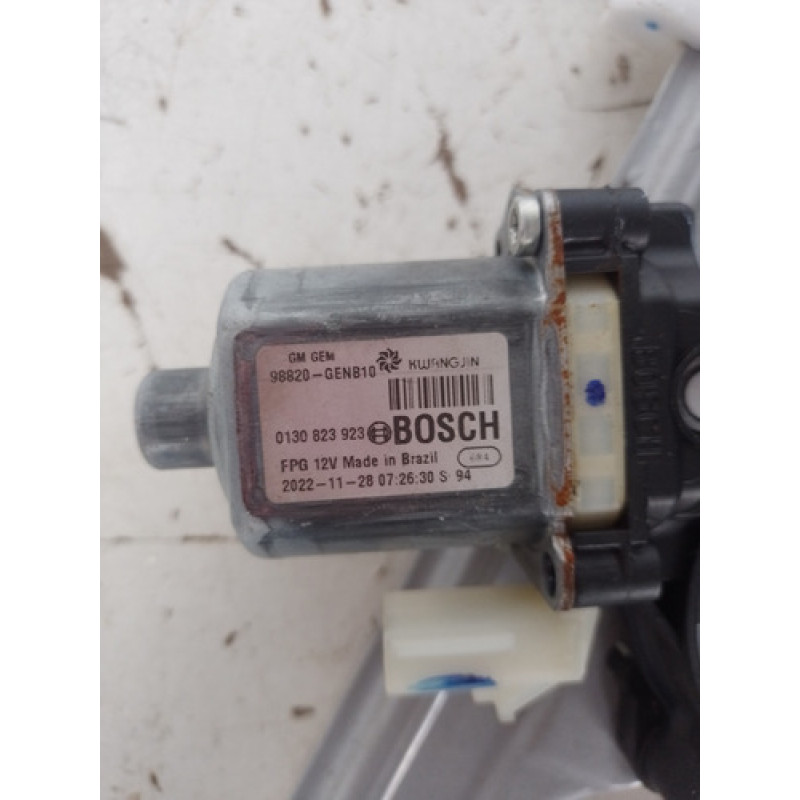 GM GEM
98820-GENB10 KWANGJIN
0130 823 923 BOSCH
FPG 12V Made in Brazil
2022-11-28 07:26:30 S 94